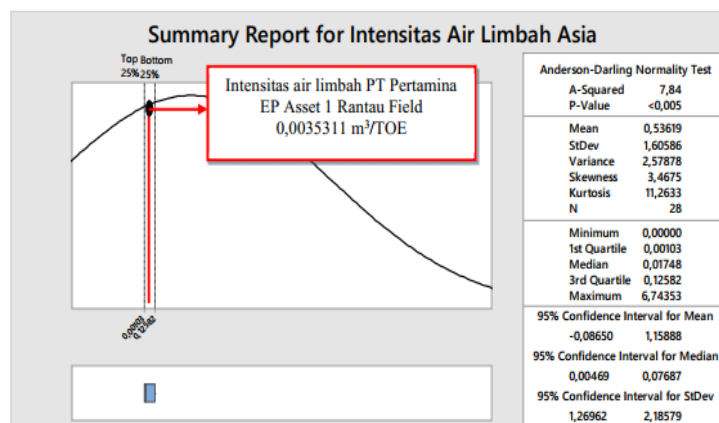 Summary Report for Intensitas Air Limbah Asia
Top Bottom
25% 25%
Intensitas air limbah PT Pertamina
EP Asset 1 Rantau Field
0,0035311 m³/TOE
0,00103
0,12582
Anderson-Darling Normality Test
A-Squared 7,84
P-Value <0,005
Mean 0,53619
StDev 1,60586
Variance 2,57878
Skewness 3,4675
Kurtosis 11,2633
N 28
Minimum 0,00000
1st Quartile 0,00103
Median 0,01748
3rd Quartile 0,12582
Maximum 6,74353
95% Confidence Interval for Mean
-0,08650 1,15888
95% Confidence Interval for Median
0,00469 0,07687
95% Confidence Interval for StDev
1,26962 2,18579